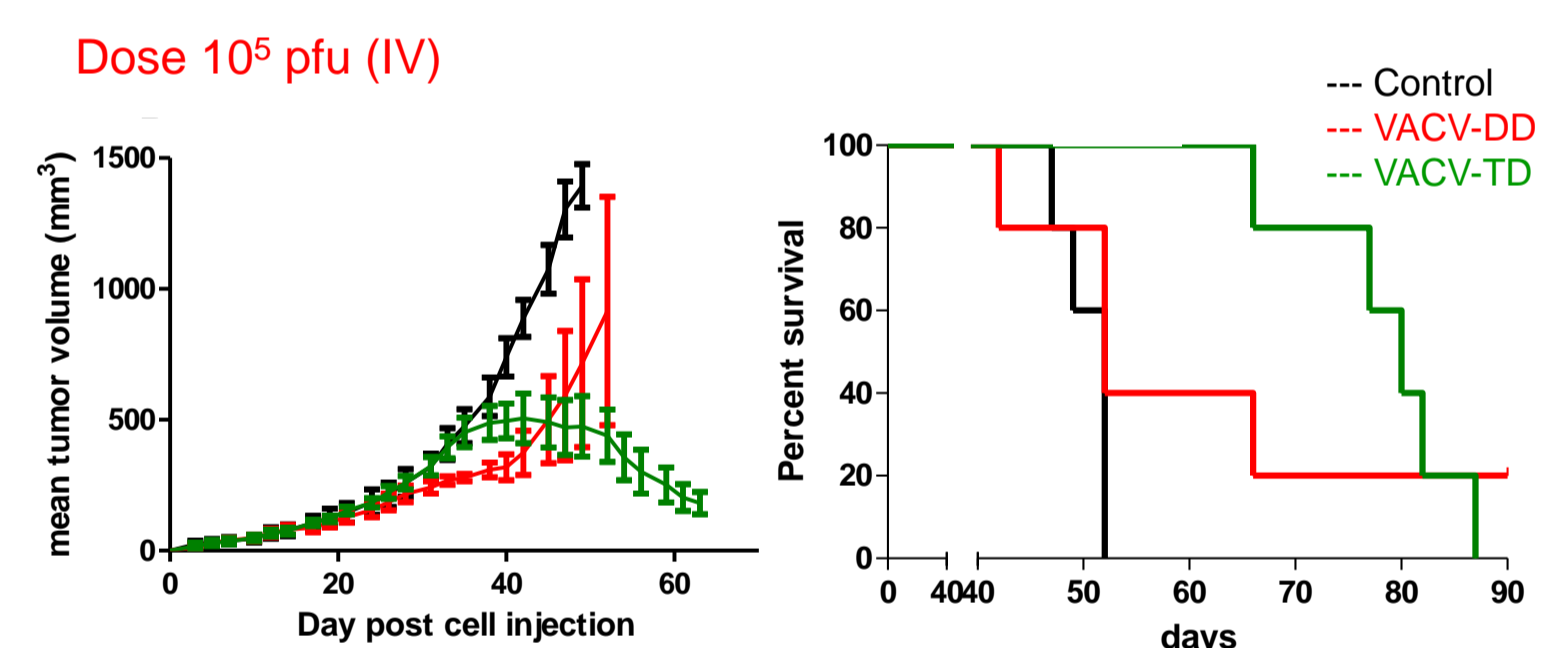 Dose 10⁵ pfu (IV)
mean tumor volume (mm³)
1500
1000
500
0
0 20 40 60
Day post cell injection
--- Control
--- VACV-DD
--- VACV-TD
Percent survival
100
80
60
40
20
0
0 40 40 50 60 70 80 90
days